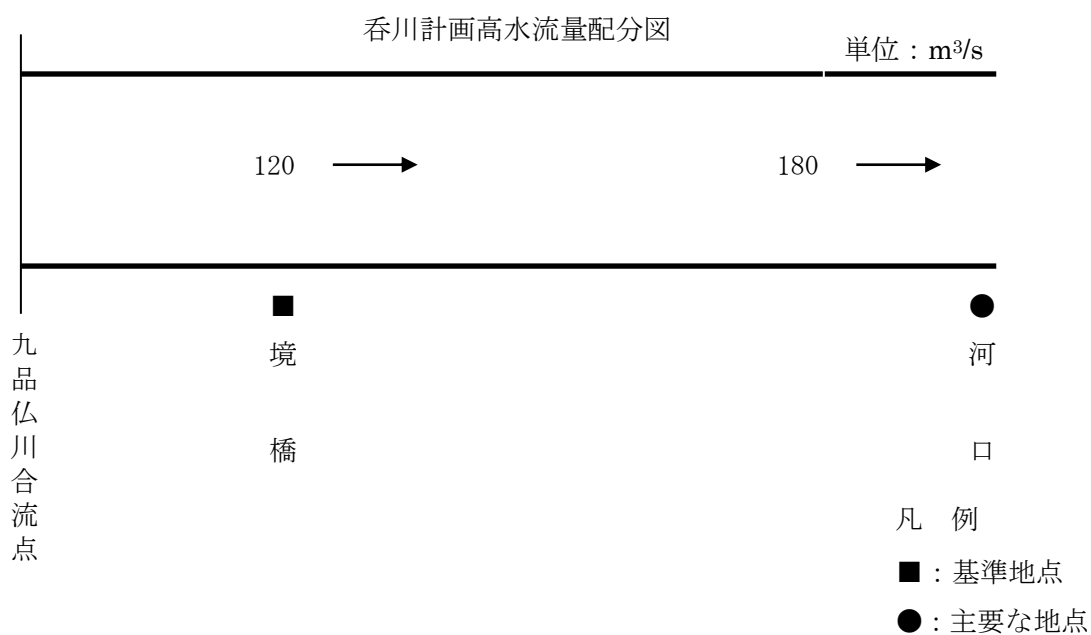 呑川計画高水流量配分図
単位：m³/s
120
180
九品仏川合流点
境橋
河口
凡 例
■：基準地点
●：主要な地点